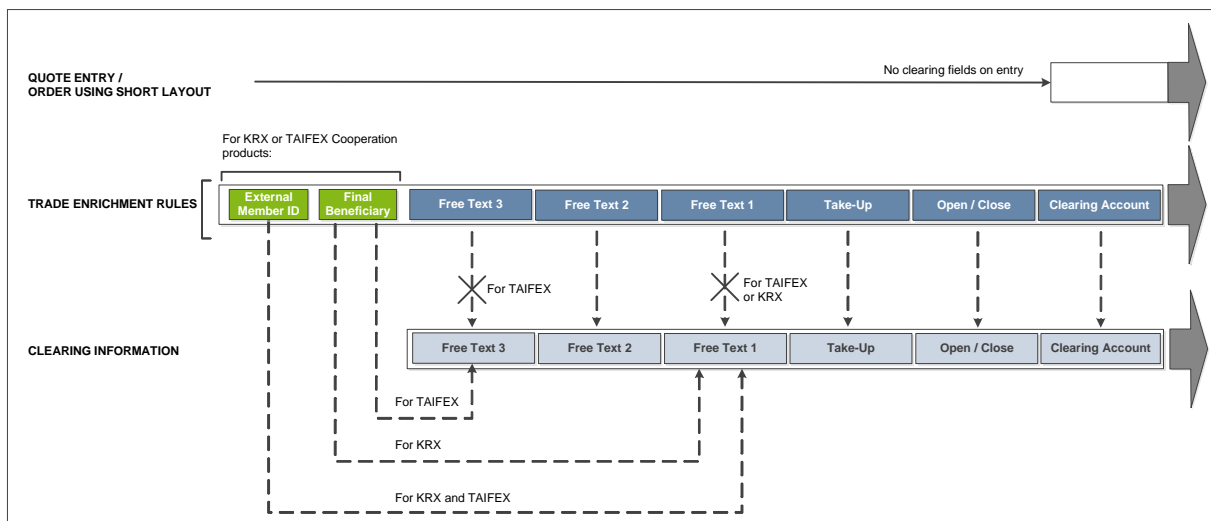 QUOTE ENTRY /
ORDER USING SHORT LAYOUT
No clearing fields on entry
For KRX or TAIFEX Cooperation
products:
TRADE ENRICHMENT RULES
External
Member ID
Final
Beneficiary
Free Text 3
Free Text 2
Free Text 1
Take-Up
Open / Close
Clearing Account
For TAIFEX
For TAIFEX
or KRX
CLEARING INFORMATION
Free Text 3
Free Text 2
Free Text 1
Take-Up
Open / Close
Clearing Account
For TAIFEX
For KRX
For KRX and TAIFEX